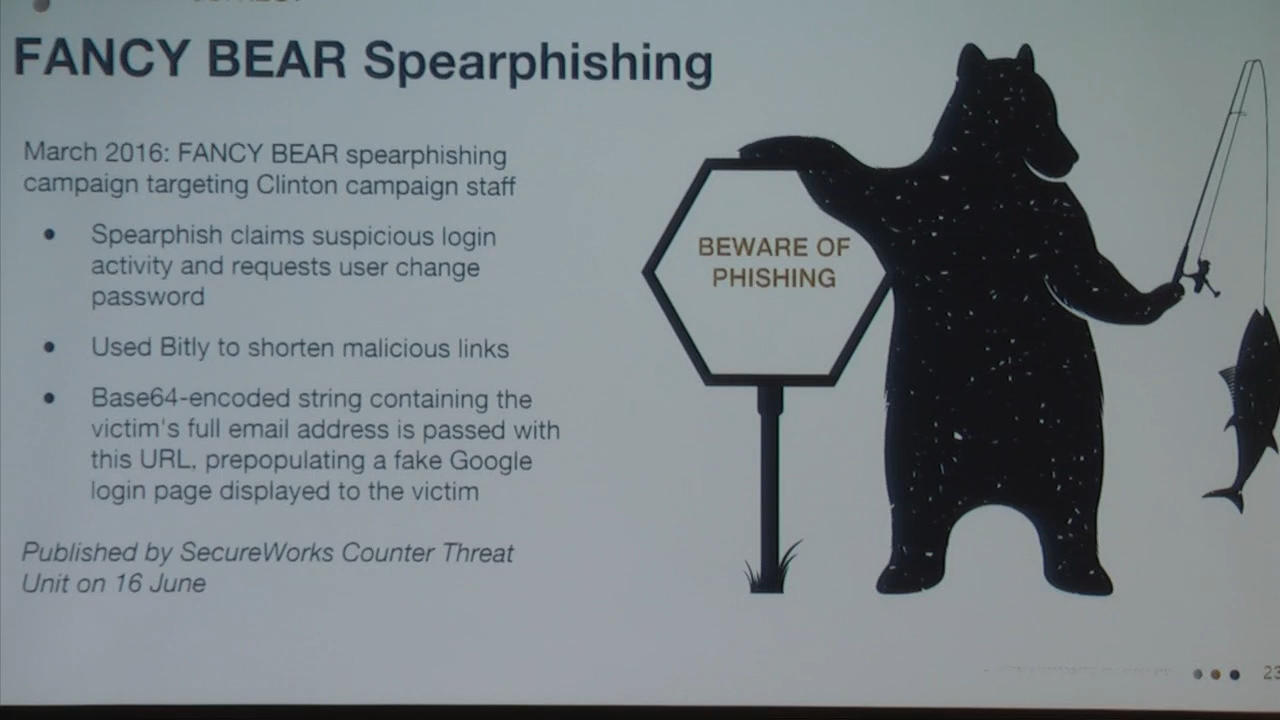 FANCY BEAR Spearphishing
March 2016: FANCY BEAR spearphishing
campaign targeting Clinton campaign staff
• Spearphish claims suspicious login
activity and requests user change
password
• Used Bitly to shorten malicious links
• Base64-encoded string containing the
victim's full email address is passed with
this URL, prepopulating a fake Google
login page displayed to the victim
Published by SecureWorks Counter Threat
Unit on 16 June
BEWARE OF
PHISHING
23